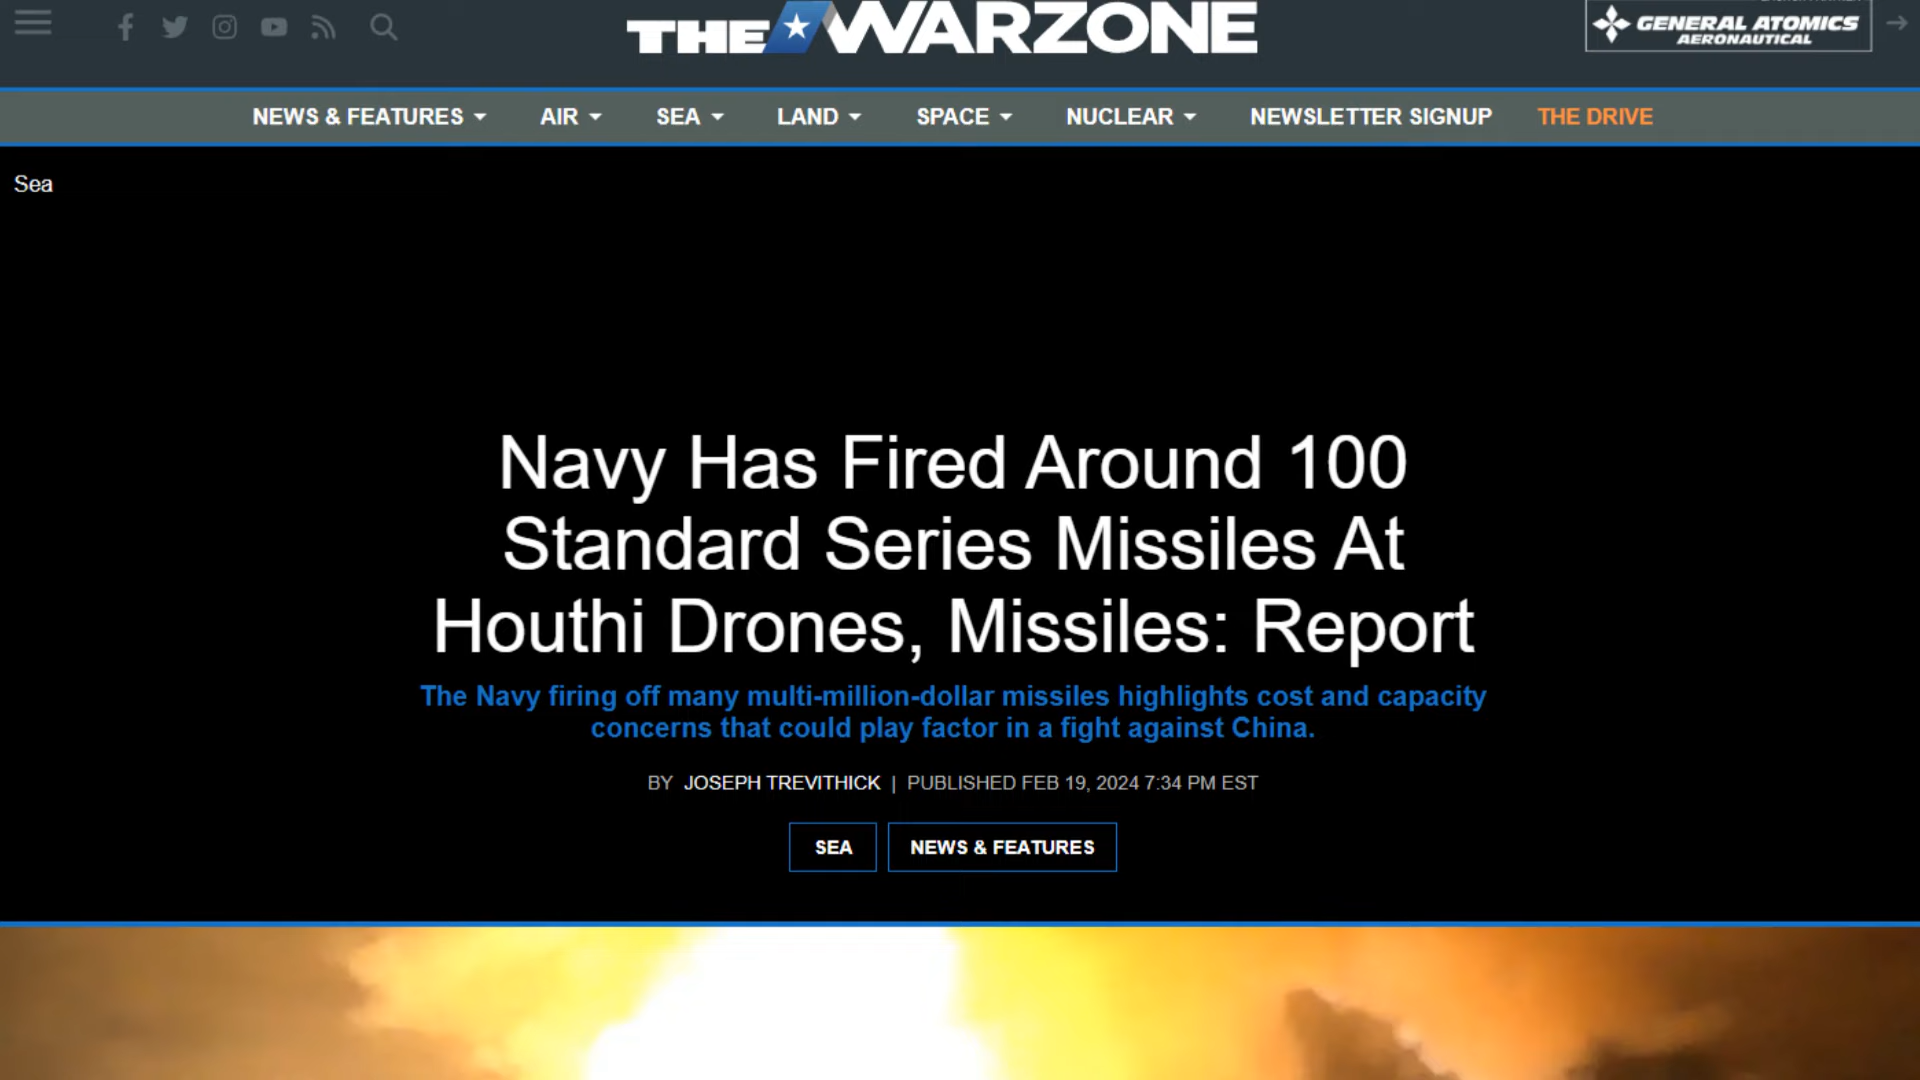 THE WARZONE
GENERAL ATOMICS
AERONAUTICAL
NEWS & FEATURES AIR SEA LAND SPACE NUCLEAR NEWSLETTER SIGNUP THE DRIVE
Sea
Navy Has Fired Around 100
Standard Series Missiles At
Houthi Drones, Missiles: Report
The Navy firing off many multi-million-dollar missiles highlights cost and capacity
concerns that could play factor in a fight against China.
BY JOSEPH TREVITHICK | PUBLISHED FEB 19, 2024 7:34 PM EST
SEA NEWS & FEATURES